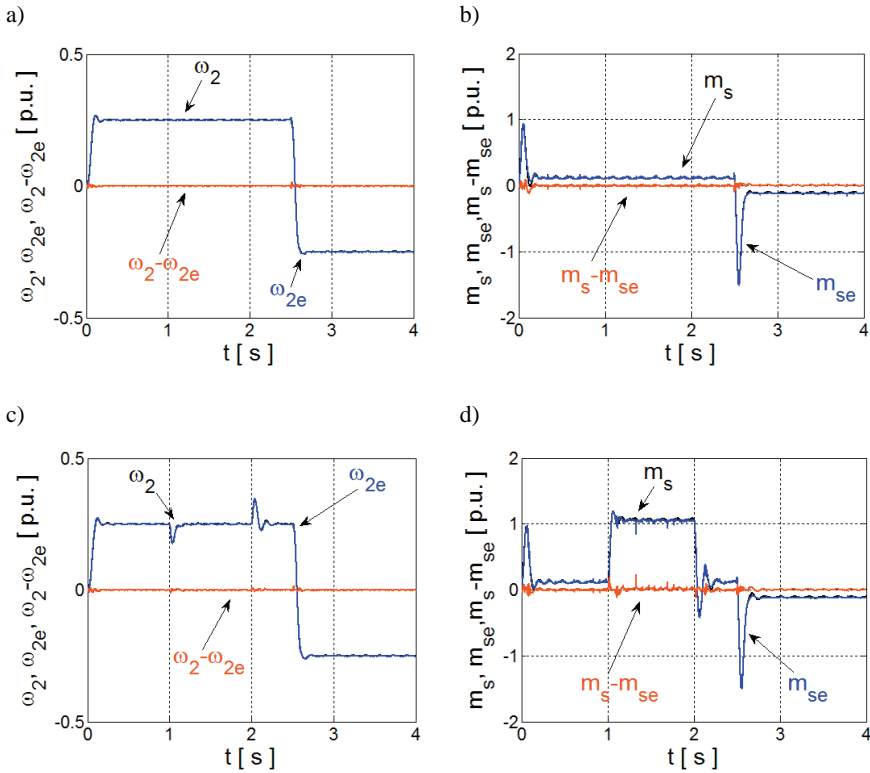 a)
0.5
0
-0.5
ω2, ω2e, ω2-ω2e [ p.u. ]
ω2
ω2-ω2e
ω2e
0 1 2 3 4
t [ s ]
b)
2
1
0
-1
-2
ms, mse,ms-mse [ p.u. ]
ms
ms-mse
mse
0 1 2 3 4
t [ s ]
c)
0.5
0
-0.5
ω2, ω2e, ω2-ω2e [ p.u. ]
ω2
ω2e
ω2-ω2e
0 1 2 3 4
t [ s ]
d)
2
1
0
-1
-2
ms, mse,ms-mse [ p.u. ]
ms
ms-mse
mse
0 1 2 3 4
t [ s ]